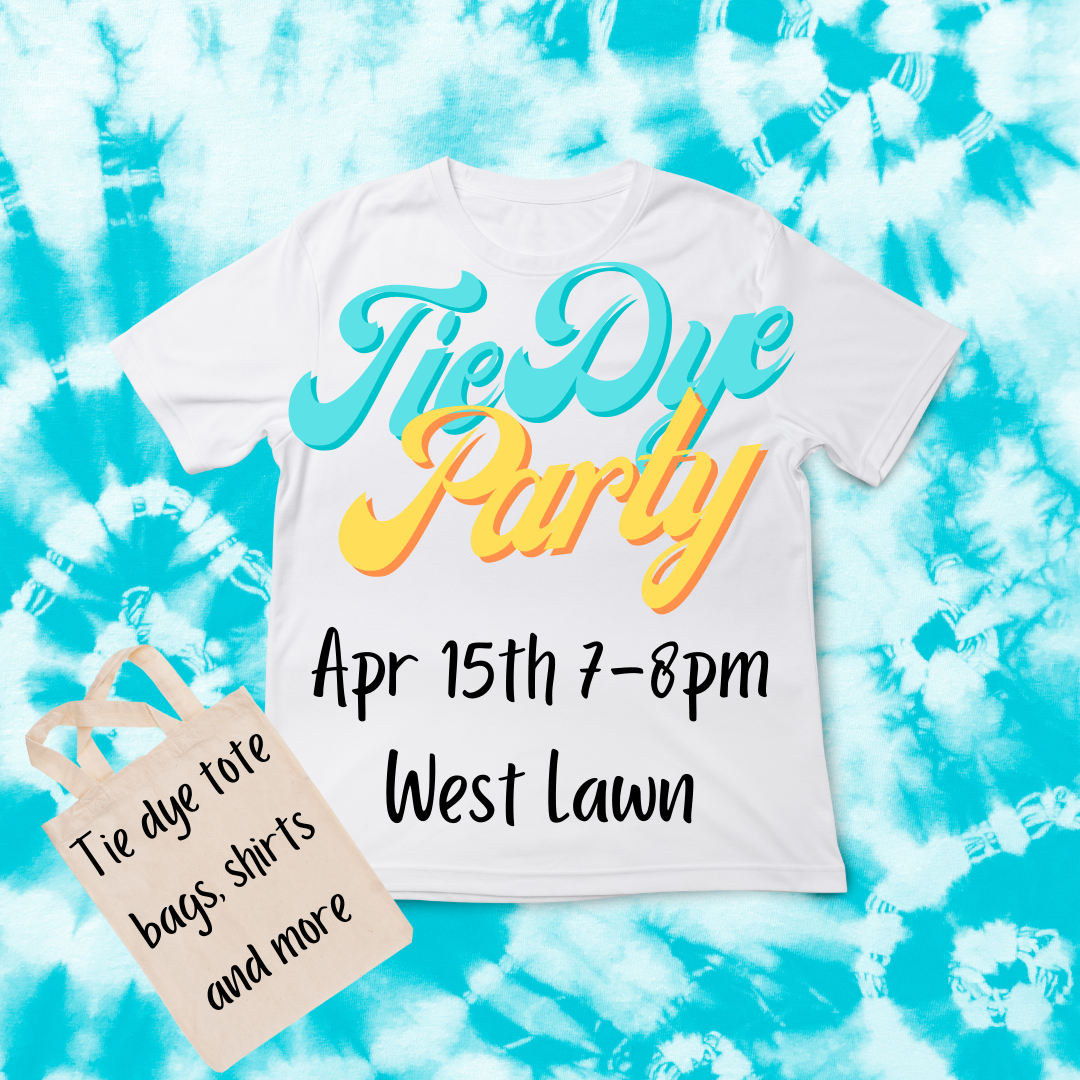 Tie Dye
Party
Apr 15th 7-8pm
West Lawn
Tie dye tote
bags, shirts
and more